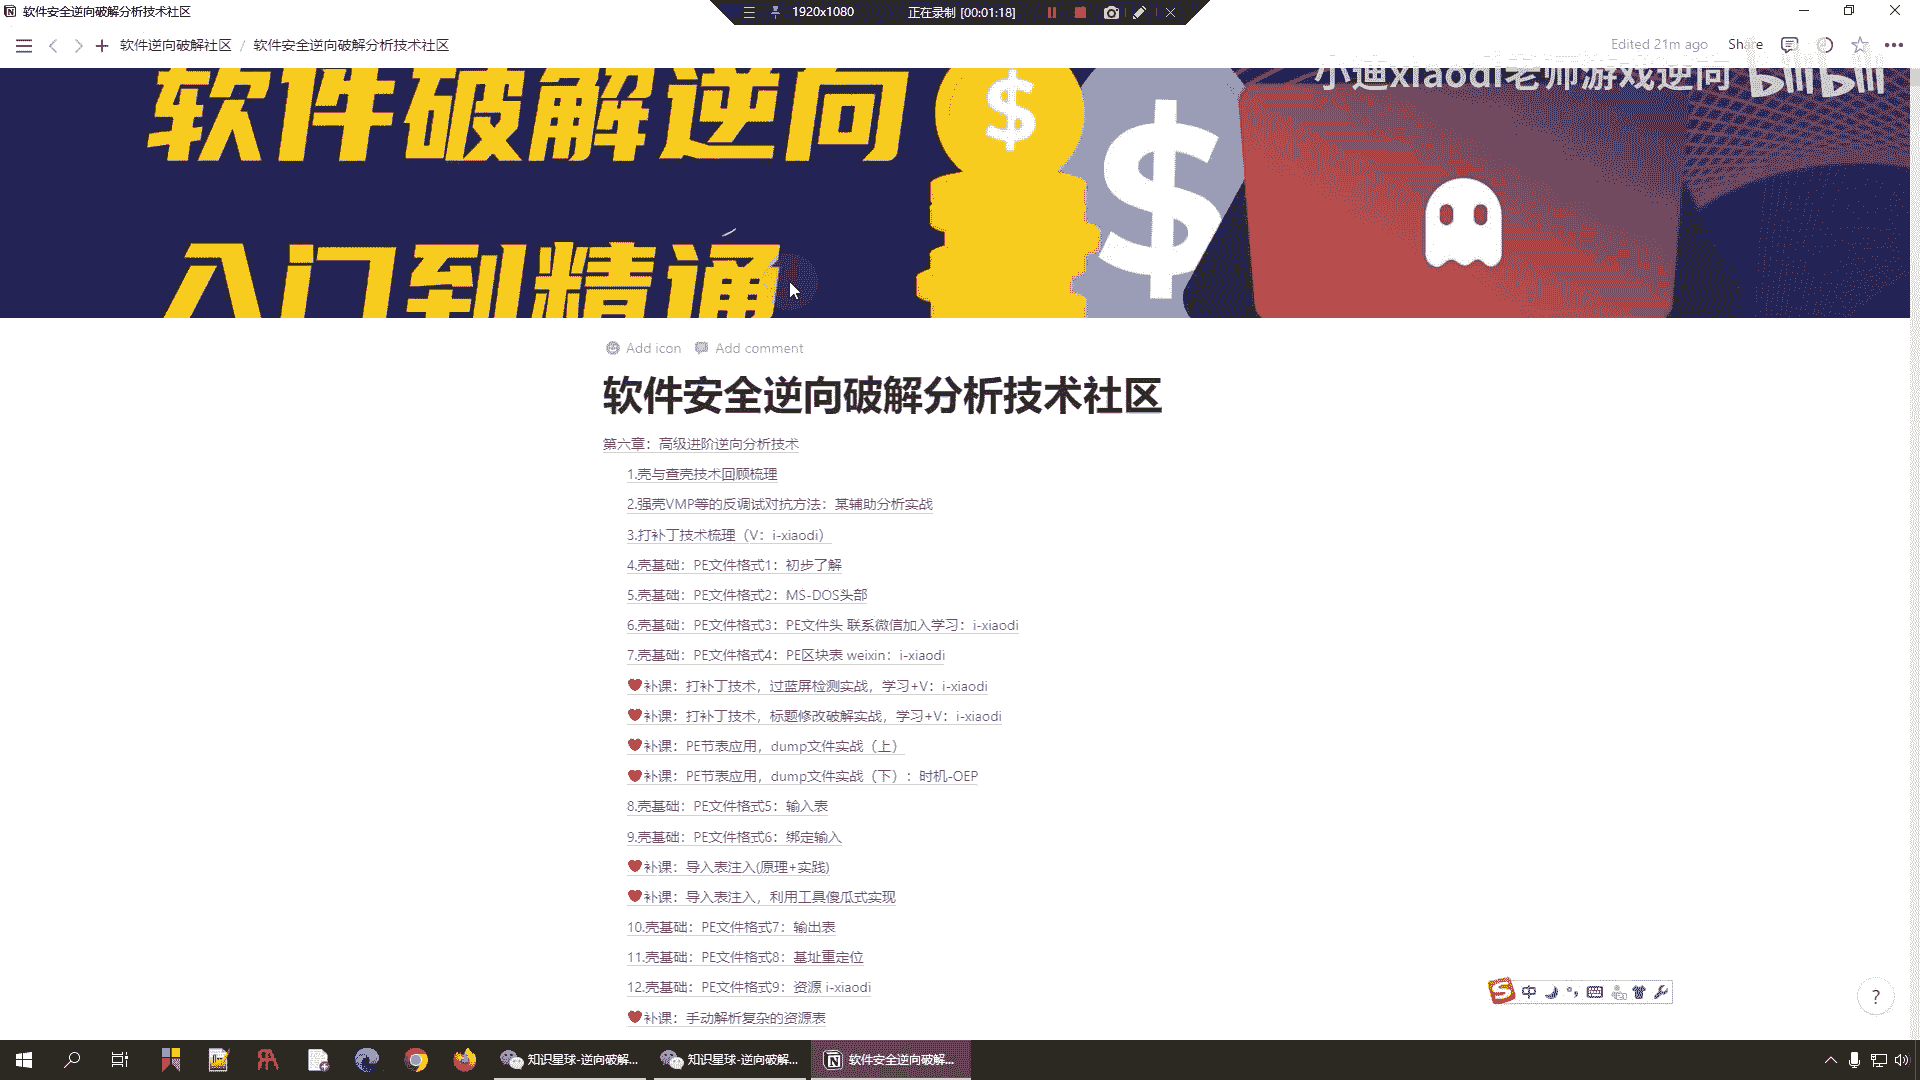 软件安全逆向破解分析技术社区
1920x1080
正在录制 [00:01:18]
软件逆向破解社区 / 软件安全逆向破解分析技术社区
Edited 21m ago
Share
小迪xiaodi老师游戏逆向
bilibili
软件破解逆向
入门到精通
Add icon
Add comment
软件安全逆向破解分析技术社区
第六章：高级进阶逆向分析技术
1.壳与查壳技术回顾梳理
2.强壳VMP等的反调试对抗方法：某辅助分析实战
3.打补丁技术梳理（V：i-xiaodi）
4.壳基础：PE文件格式1：初步了解
5.壳基础：PE文件格式2：MS-DOS头部
6.壳基础：PE文件格式3：PE文件头 联系微信加入学习：i-xiaodi
7.壳基础：PE文件格式4：PE区块表 weixin：i-xiaodi
❤补课：打补丁技术，过蓝屏检测实战，学习+V：i-xiaodi
❤补课：打补丁技术，标题修改破解实战，学习+V：i-xiaodi
❤补课：PE节表应用，dump文件实战（上）
❤补课：PE节表应用，dump文件实战（下）：时机-OEP
8.壳基础：PE文件格式5：输入表
9.壳基础：PE文件格式6：绑定输入
❤补课：导入表注入(原理+实践)
❤补课：导入表注入，利用工具傻瓜式实现
10.壳基础：PE文件格式7：输出表
11.壳基础：PE文件格式8：基址重定位
12.壳基础：PE文件格式9：资源 i-xiaodi
❤补课：手动解析复杂的资源表
中
?
知识星球-逆向破解...
知识星球-逆向破解...
软件安全逆向破解...